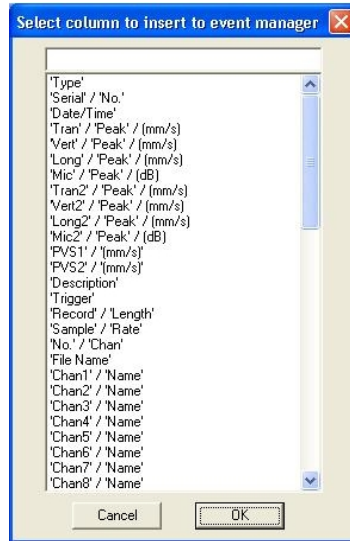 Select column to insert to event manager
'Type'
'Serial' / 'No.'
'Date/Time'
'Tran' / 'Peak' / (mm/s)
'Vert' / 'Peak' / (mm/s)
'Long' / 'Peak' / (mm/s)
'Mic' / 'Peak' / (dB)
'Tran2' / 'Peak' / (mm/s)
'Vert2' / 'Peak' / (mm/s)
'Long2' / 'Peak' / (mm/s)
'Mic2' / 'Peak' / (dB)
'PVS1' / '(mm/s)'
'PVS2' / '(mm/s)'
'Description'
'Trigger'
'Record' / 'Length'
'Sample' / 'Rate'
'No.' / 'Chan'
'File Name'
'Chan1' / 'Name'
'Chan2' / 'Name'
'Chan3' / 'Name'
'Chan4' / 'Name'
'Chan5' / 'Name'
'Chan6' / 'Name'
'Chan7' / 'Name'
'Chan8' / 'Name'
Cancel OK